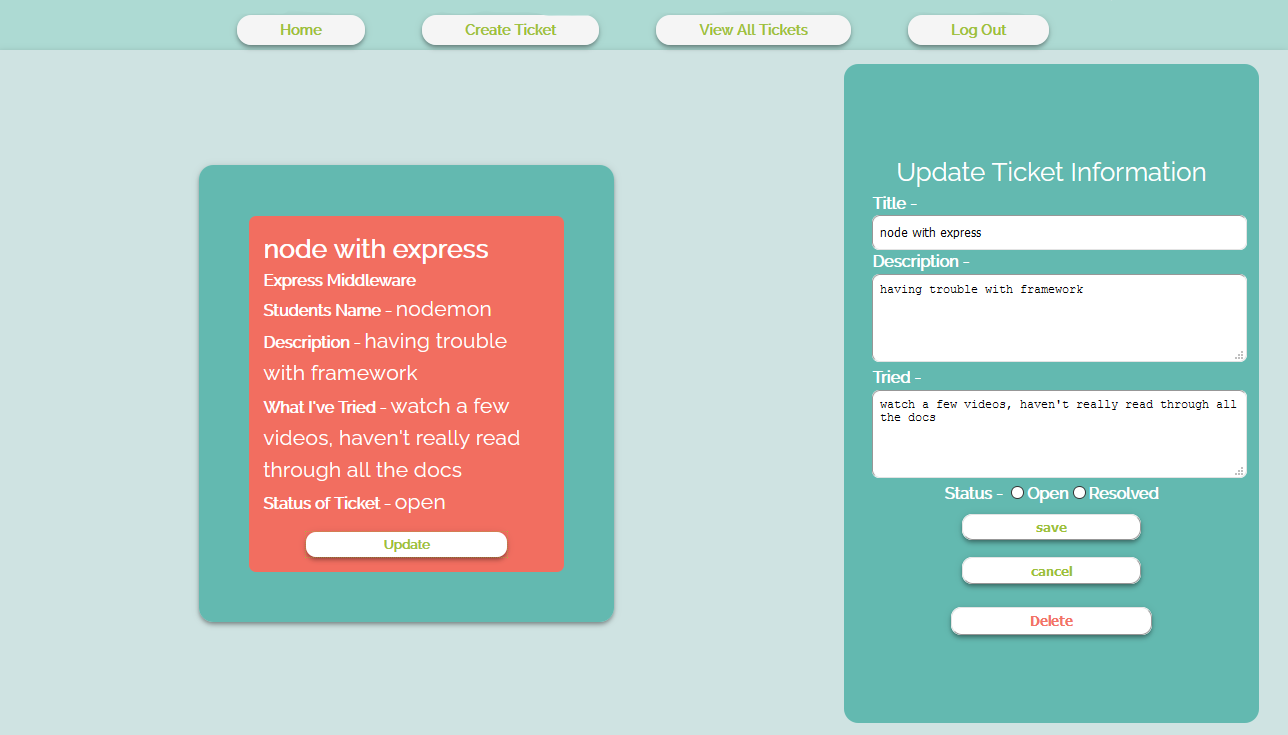 Home Create Ticket View All Tickets Log Out
node with express
Express Middleware
Students Name - nodemon
Description - having trouble
with framework
What I've Tried - watch a few
videos, haven't really read
through all the docs
Status of Ticket - open
Update
Update Ticket Information
Title -
node with express
Description -
having trouble with framework
Tried -
watch a few videos, haven't really read through all
the docs
Status - Open Resolved
save
cancel
Delete